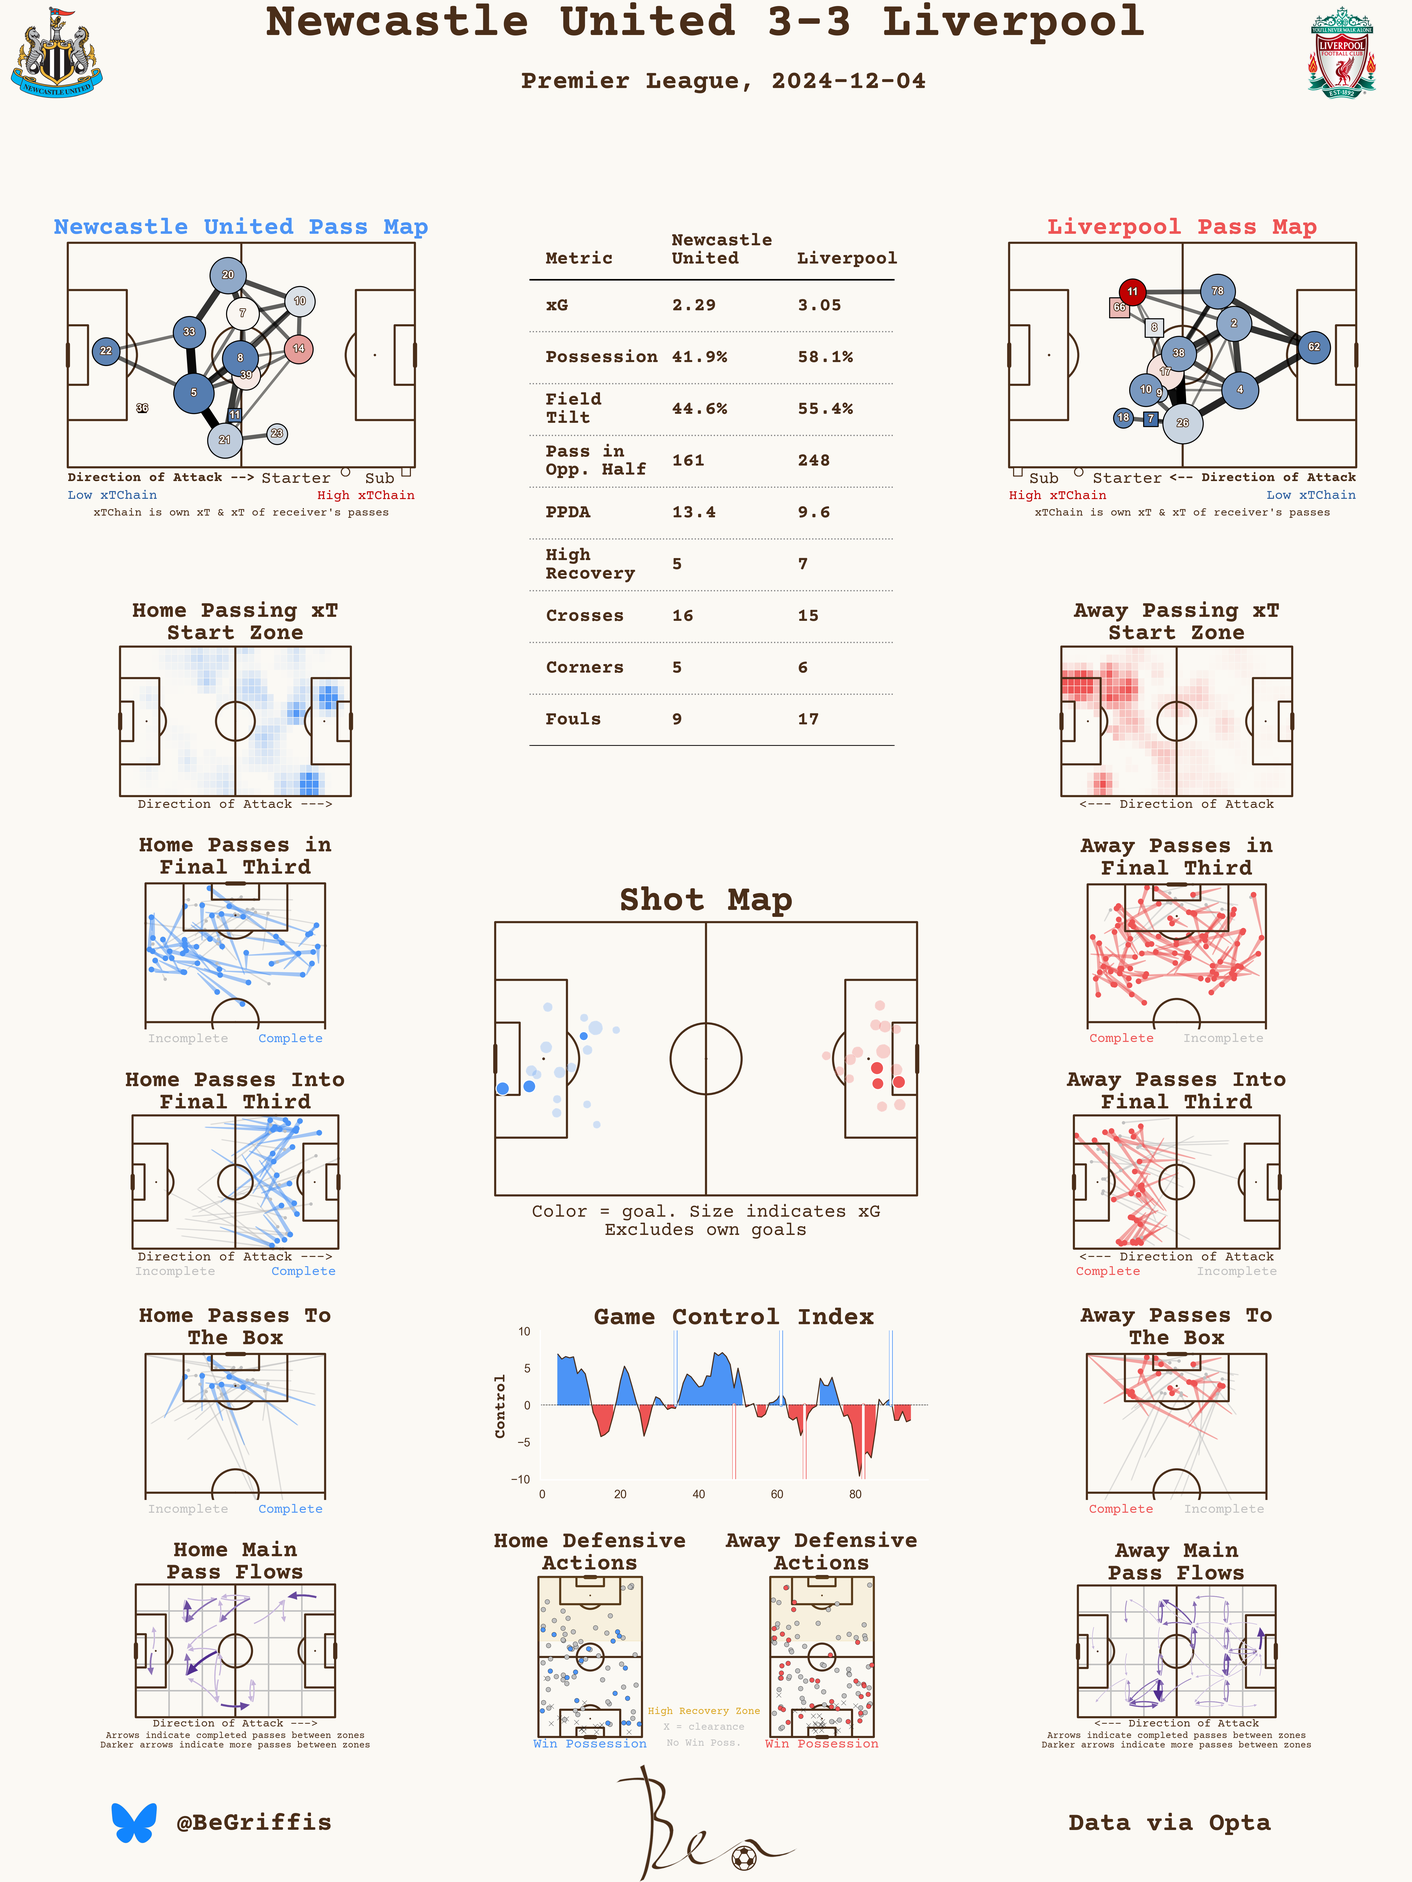 Newcastle United 3-3 Liverpool
Premier League, 2024-12-04
NEWCASTLE UNITED
YOU'LL NEVER WALK ALONE
LIVERPOOL
FOOTBALL CLUB
EST·1892
Newcastle United Pass Map
20
10
7
33
22
14
8
39
5
36
11
21
23
Direction of Attack --> Starter Sub
Low xTChain High xTChain
xTChain is own xT & xT of receiver's passes
Metric Newcastle United Liverpool
xG 2.29 3.05
Possession 41.9% 58.1%
Field Tilt 44.6% 55.4%
Pass in Opp. Half 161 248
PPDA 13.4 9.6
High Recovery 5 7
Crosses 16 15
Corners 5 6
Fouls 9 17
Liverpool Pass Map
11
78
66
8
2
38
62
17
10
9
4
18
7
26
Sub Starter <-- Direction of Attack
High xTChain Low xTChain
xTChain is own xT & xT of receiver's passes
Home Passing xT
Start Zone
Direction of Attack --->
Away Passing xT
Start Zone
<--- Direction of Attack
Home Passes in
Final Third
Incomplete Complete
Away Passes in
Final Third
Complete Incomplete
Shot Map
Color = goal. Size indicates xG
Excludes own goals
Home Passes Into
Final Third
Direction of Attack --->
Incomplete Complete
Away Passes Into
Final Third
<--- Direction of Attack
Complete Incomplete
Home Passes To
The Box
Incomplete Complete
Game Control Index
Control
10
5
0
−5
−10
0 20 40 60 80
Away Passes To
The Box
Complete Incomplete
Home Main
Pass Flows
Direction of Attack --->
Arrows indicate completed passes between zones
Darker arrows indicate more passes between zones
Home Defensive
Actions
Win Possession
High Recovery Zone
X = clearance
No Win Poss.
Away Defensive
Actions
Win Possession
Away Main
Pass Flows
<--- Direction of Attack
Arrows indicate completed passes between zones
Darker arrows indicate more passes between zones
@BeGriffis
Ben
Data via Opta